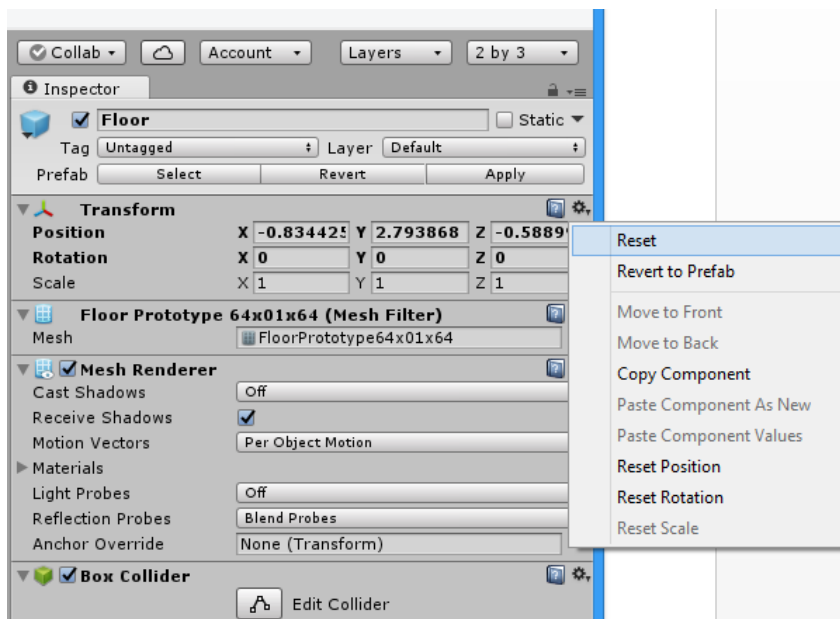 Collab Account Layers 2 by 3
Inspector
Floor Static
Tag Untagged Layer Default
Prefab Select Revert Apply
Transform
Position X -0.834425 Y 2.793868 Z -0.5889
Rotation X 0 Y 0 Z 0
Scale X 1 Y 1 Z 1
Floor Prototype 64x01x64 (Mesh Filter)
Mesh FloorPrototype64x01x64
Mesh Renderer
Cast Shadows Off
Receive Shadows
Motion Vectors Per Object Motion
Materials
Light Probes Off
Reflection Probes Blend Probes
Anchor Override None (Transform)
Box Collider
Edit Collider
Reset
Revert to Prefab
Move to Front
Move to Back
Copy Component
Paste Component As New
Paste Component Values
Reset Position
Reset Rotation
Reset Scale